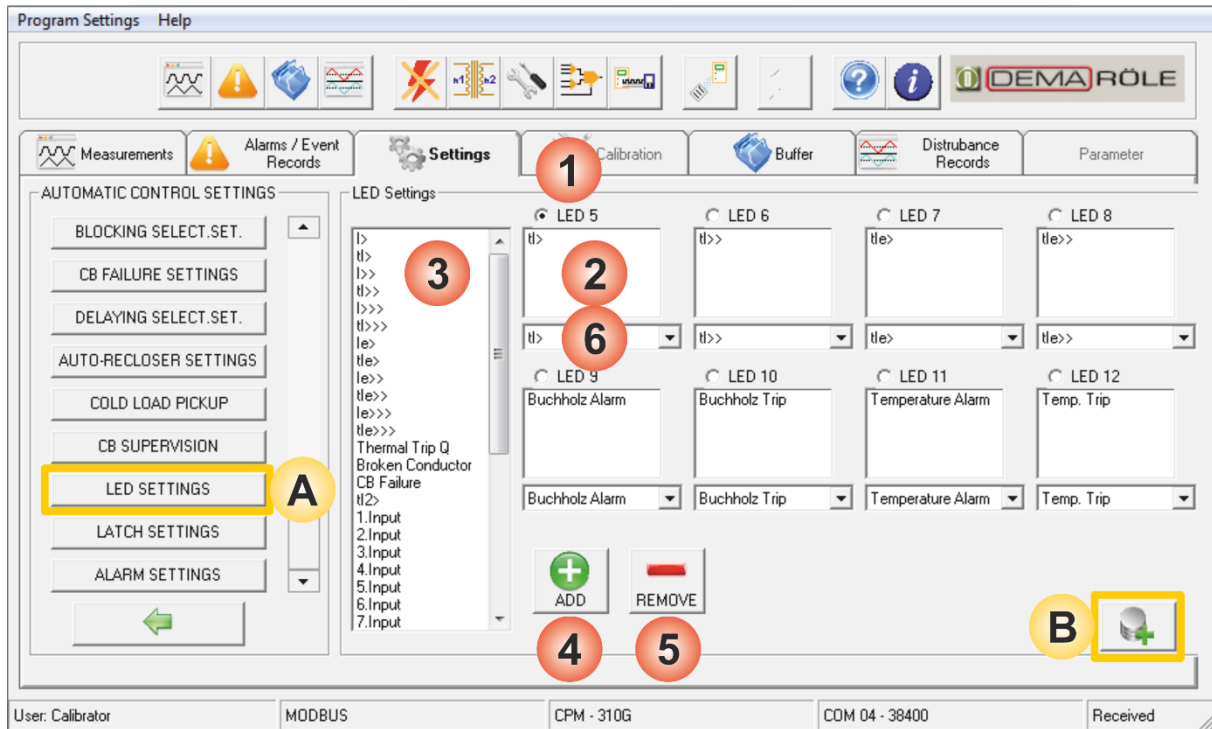 Program Settings Help
h1 h2
DEMA RÖLE
Measurements
Alarms / Event Records
Settings
Calibration
Buffer
Distrubance Records
Parameter
1
AUTOMATIC CONTROL SETTINGS
BLOCKING SELECT.SET.
CB FAILURE SETTINGS
DELAYING SELECT.SET.
AUTO-RECLOSER SETTINGS
COLD LOAD PICKUP
CB SUPERVISION
LED SETTINGS
A
LATCH SETTINGS
ALARM SETTINGS
LED Settings
3
I>
tI>
I>>
tI>>
I>>>
tI>>>
Ie>
tIe>
Ie>>
tIe>>
Ie>>>
tIe>>>
Thermal Trip Q
Broken Conductor
CB Failure
tI2>
1.Input
2.Input
3.Input
4.Input
5.Input
6.Input
7.Input
LED 5
tI>
2
tI>
6
LED 6
tI>>
tI>>
LED 7
tIe>
tIe>
LED 8
tIe>>
tIe>>
LED 9
Buchholz Alarm
Buchholz Alarm
LED 10
Buchholz Trip
Buchholz Trip
LED 11
Temperature Alarm
Temperature Alarm
LED 12
Temp. Trip
Temp. Trip
ADD
REMOVE
4
5
B
User: Calibrator
MODBUS
CPM - 310G
COM 04 - 38400
Received